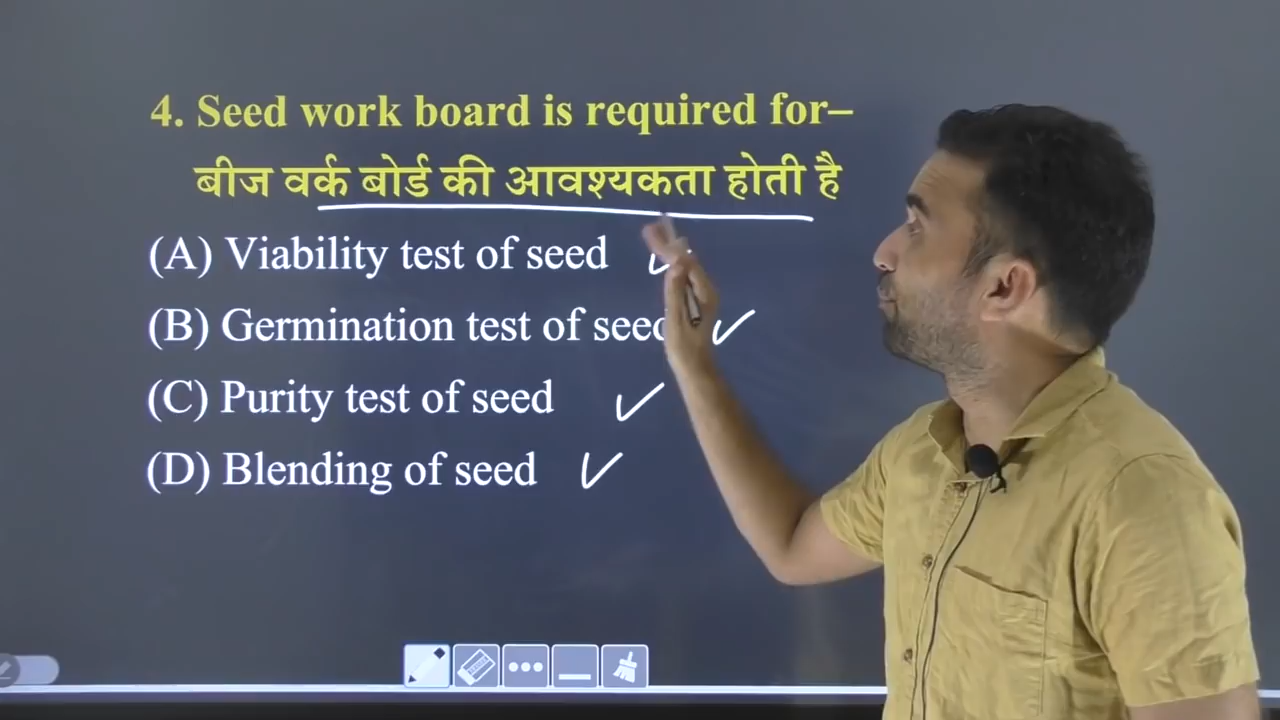 4. Seed work board is required for–
बीज वर्क बोर्ड की आवश्यकता होती है
(A) Viability test of seed
(B) Germination test of seed
(C) Purity test of seed
(D) Blending of seed